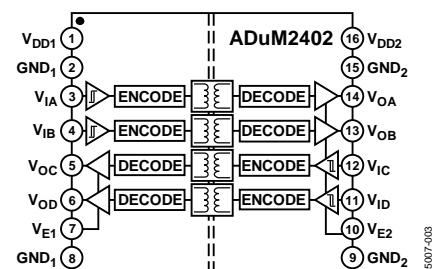 ADuM2402
VDD1 1 16 VDD2
GND1 2 15 GND2
VIA 3 ENCODE DECODE 14 VOA
VIB 4 ENCODE DECODE 13 VOB
VOC 5 DECODE ENCODE 12 VIC
VOD 6 DECODE ENCODE 11 VID
VE1 7 10 VE2
GND1 8 9 GND2
5007-003